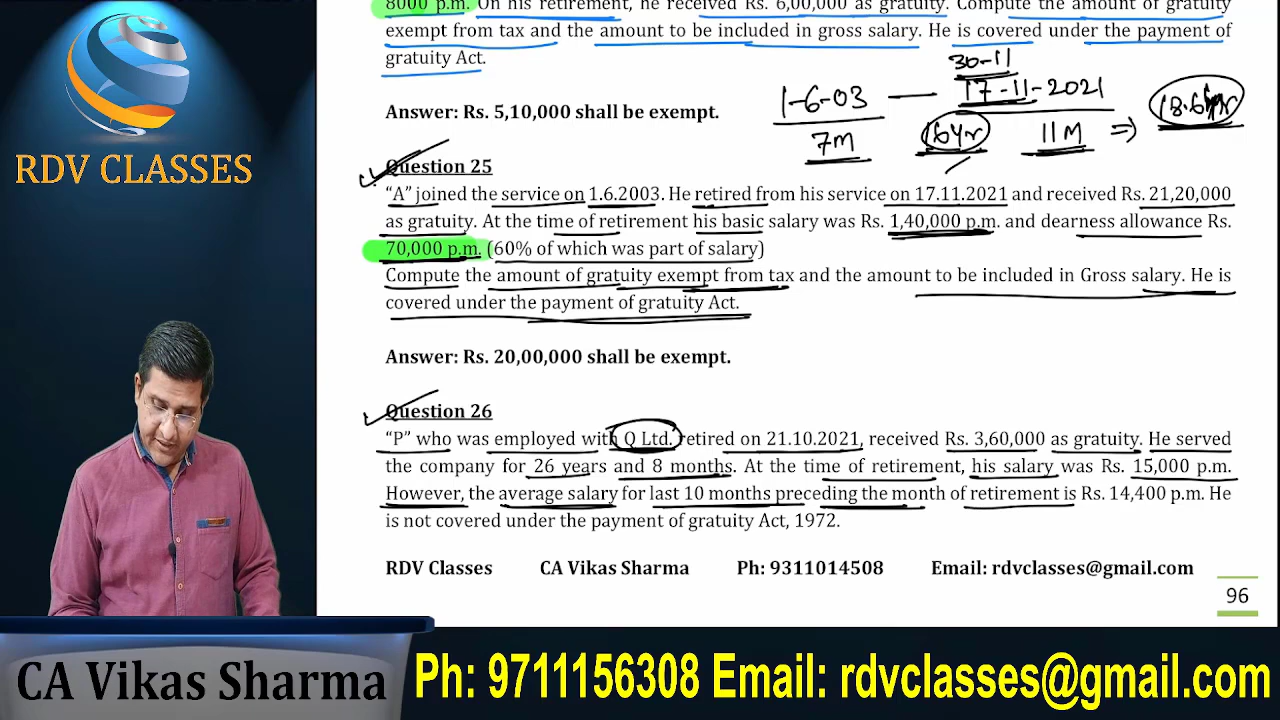 8000 p.m. On his retirement, he received Rs. 6,00,000 as gratuity. Compute the amount of gratuity
exempt from tax and the amount to be included in gross salary. He is covered under the payment of
gratuity Act.
30-11
1-6-03 — 17-11-2021
7M 11M ⇒
Answer: Rs. 5,10,000 shall be exempt.
RDV CLASSES
Question 25
"A" joined the service on 1.6.2003. He retired from his service on 17.11.2021 and received Rs. 21,20,000
as gratuity. At the time of retirement his basic salary was Rs. 1,40,000 p.m. and dearness allowance Rs.
70,000 p.m. (60% of which was part of salary)
Compute the amount of gratuity exempt from tax and the amount to be included in Gross salary. He is
covered under the payment of gratuity Act.
Answer: Rs. 20,00,000 shall be exempt.
Question 26
"P" who was employed with Q Ltd. retired on 21.10.2021, received Rs. 3,60,000 as gratuity. He served
the company for 26 years and 8 months. At the time of retirement, his salary was Rs. 15,000 p.m.
However, the average salary for last 10 months preceding the month of retirement is Rs. 14,400 p.m. He
is not covered under the payment of gratuity Act, 1972.
RDV Classes CA Vikas Sharma Ph: 9311014508 Email: rdvclasses@gmail.com
96
CA Vikas Sharma Ph: 9711156308 Email: rdvclasses@gmail.com